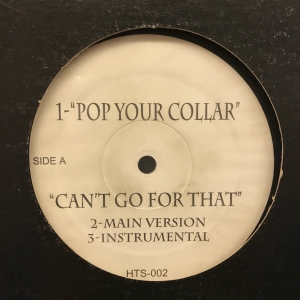 1-"POP YOUR COLLAR"
SIDE A
"CAN'T GO FOR THAT"
2-MAIN VERSION
3-INSTRUMENTAL
HTS-002